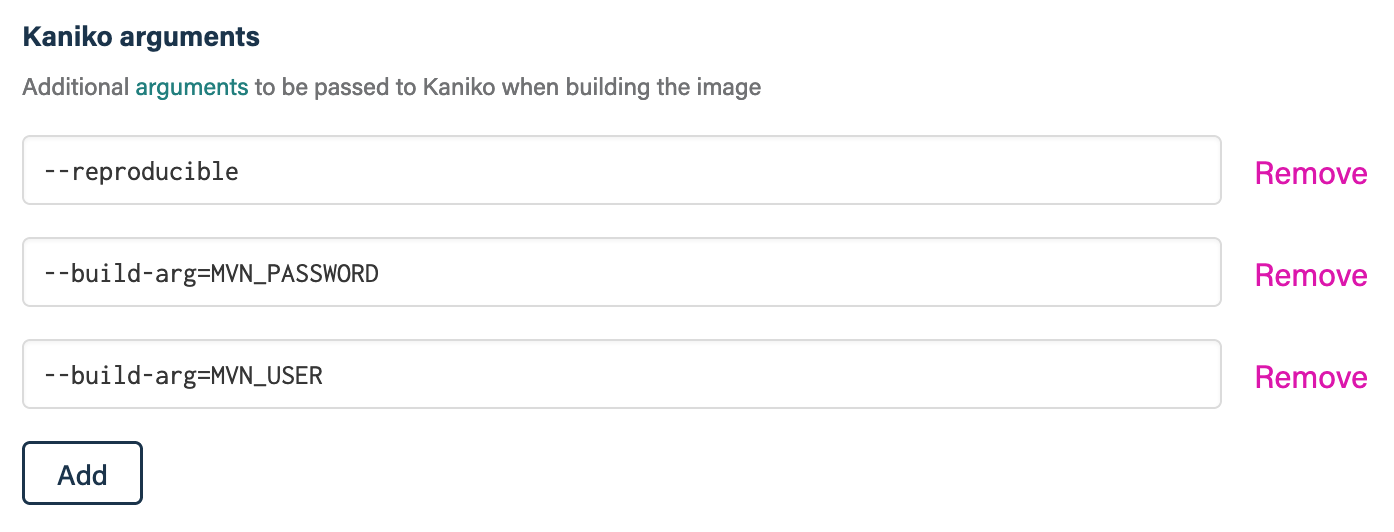 Kaniko arguments
Additional arguments to be passed to Kaniko when building the image
--reproducible
Remove
--build-arg=MVN_PASSWORD
Remove
--build-arg=MVN_USER
Remove
Add